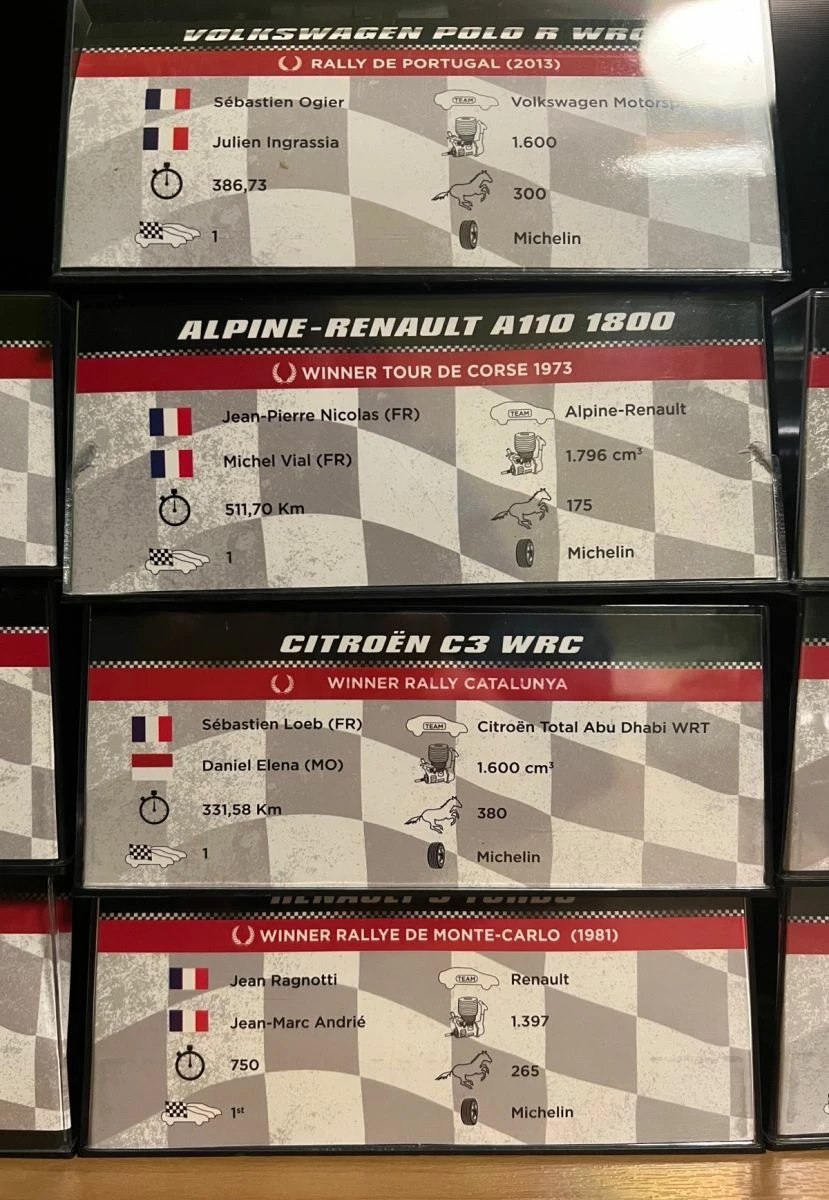 VOLKSWAGEN POLO R WRC
RALLY DE PORTUGAL (2013)
Sébastien Ogier
TEAM
Volkswagen
Julien Ingrassia
1.600
386,73
300
1
Michelin
ALPINE-RENAULT A110 1800
WINNER TOUR DE CORSE 1973
Jean-Pierre Nicolas (FR)
TEAM
Alpine-Renault
Michel Vial (FR)
1.796 cm³
511,70 Km
175
1
Michelin
CITROËN C3 WRC
WINNER RALLY CATALUNYA
Sébastien Loeb (FR)
TEAM
Citroën Total Abu Dhabi WRT
Daniel Elena (MO)
1.600 cm³
331,58 Km
380
1
Michelin
WINNER RALLYE DE MONTE-CARLO (1981)
Jean Ragnotti
TEAM
Renault
Jean-Marc Andrié
1.397
750
265
1st
Michelin